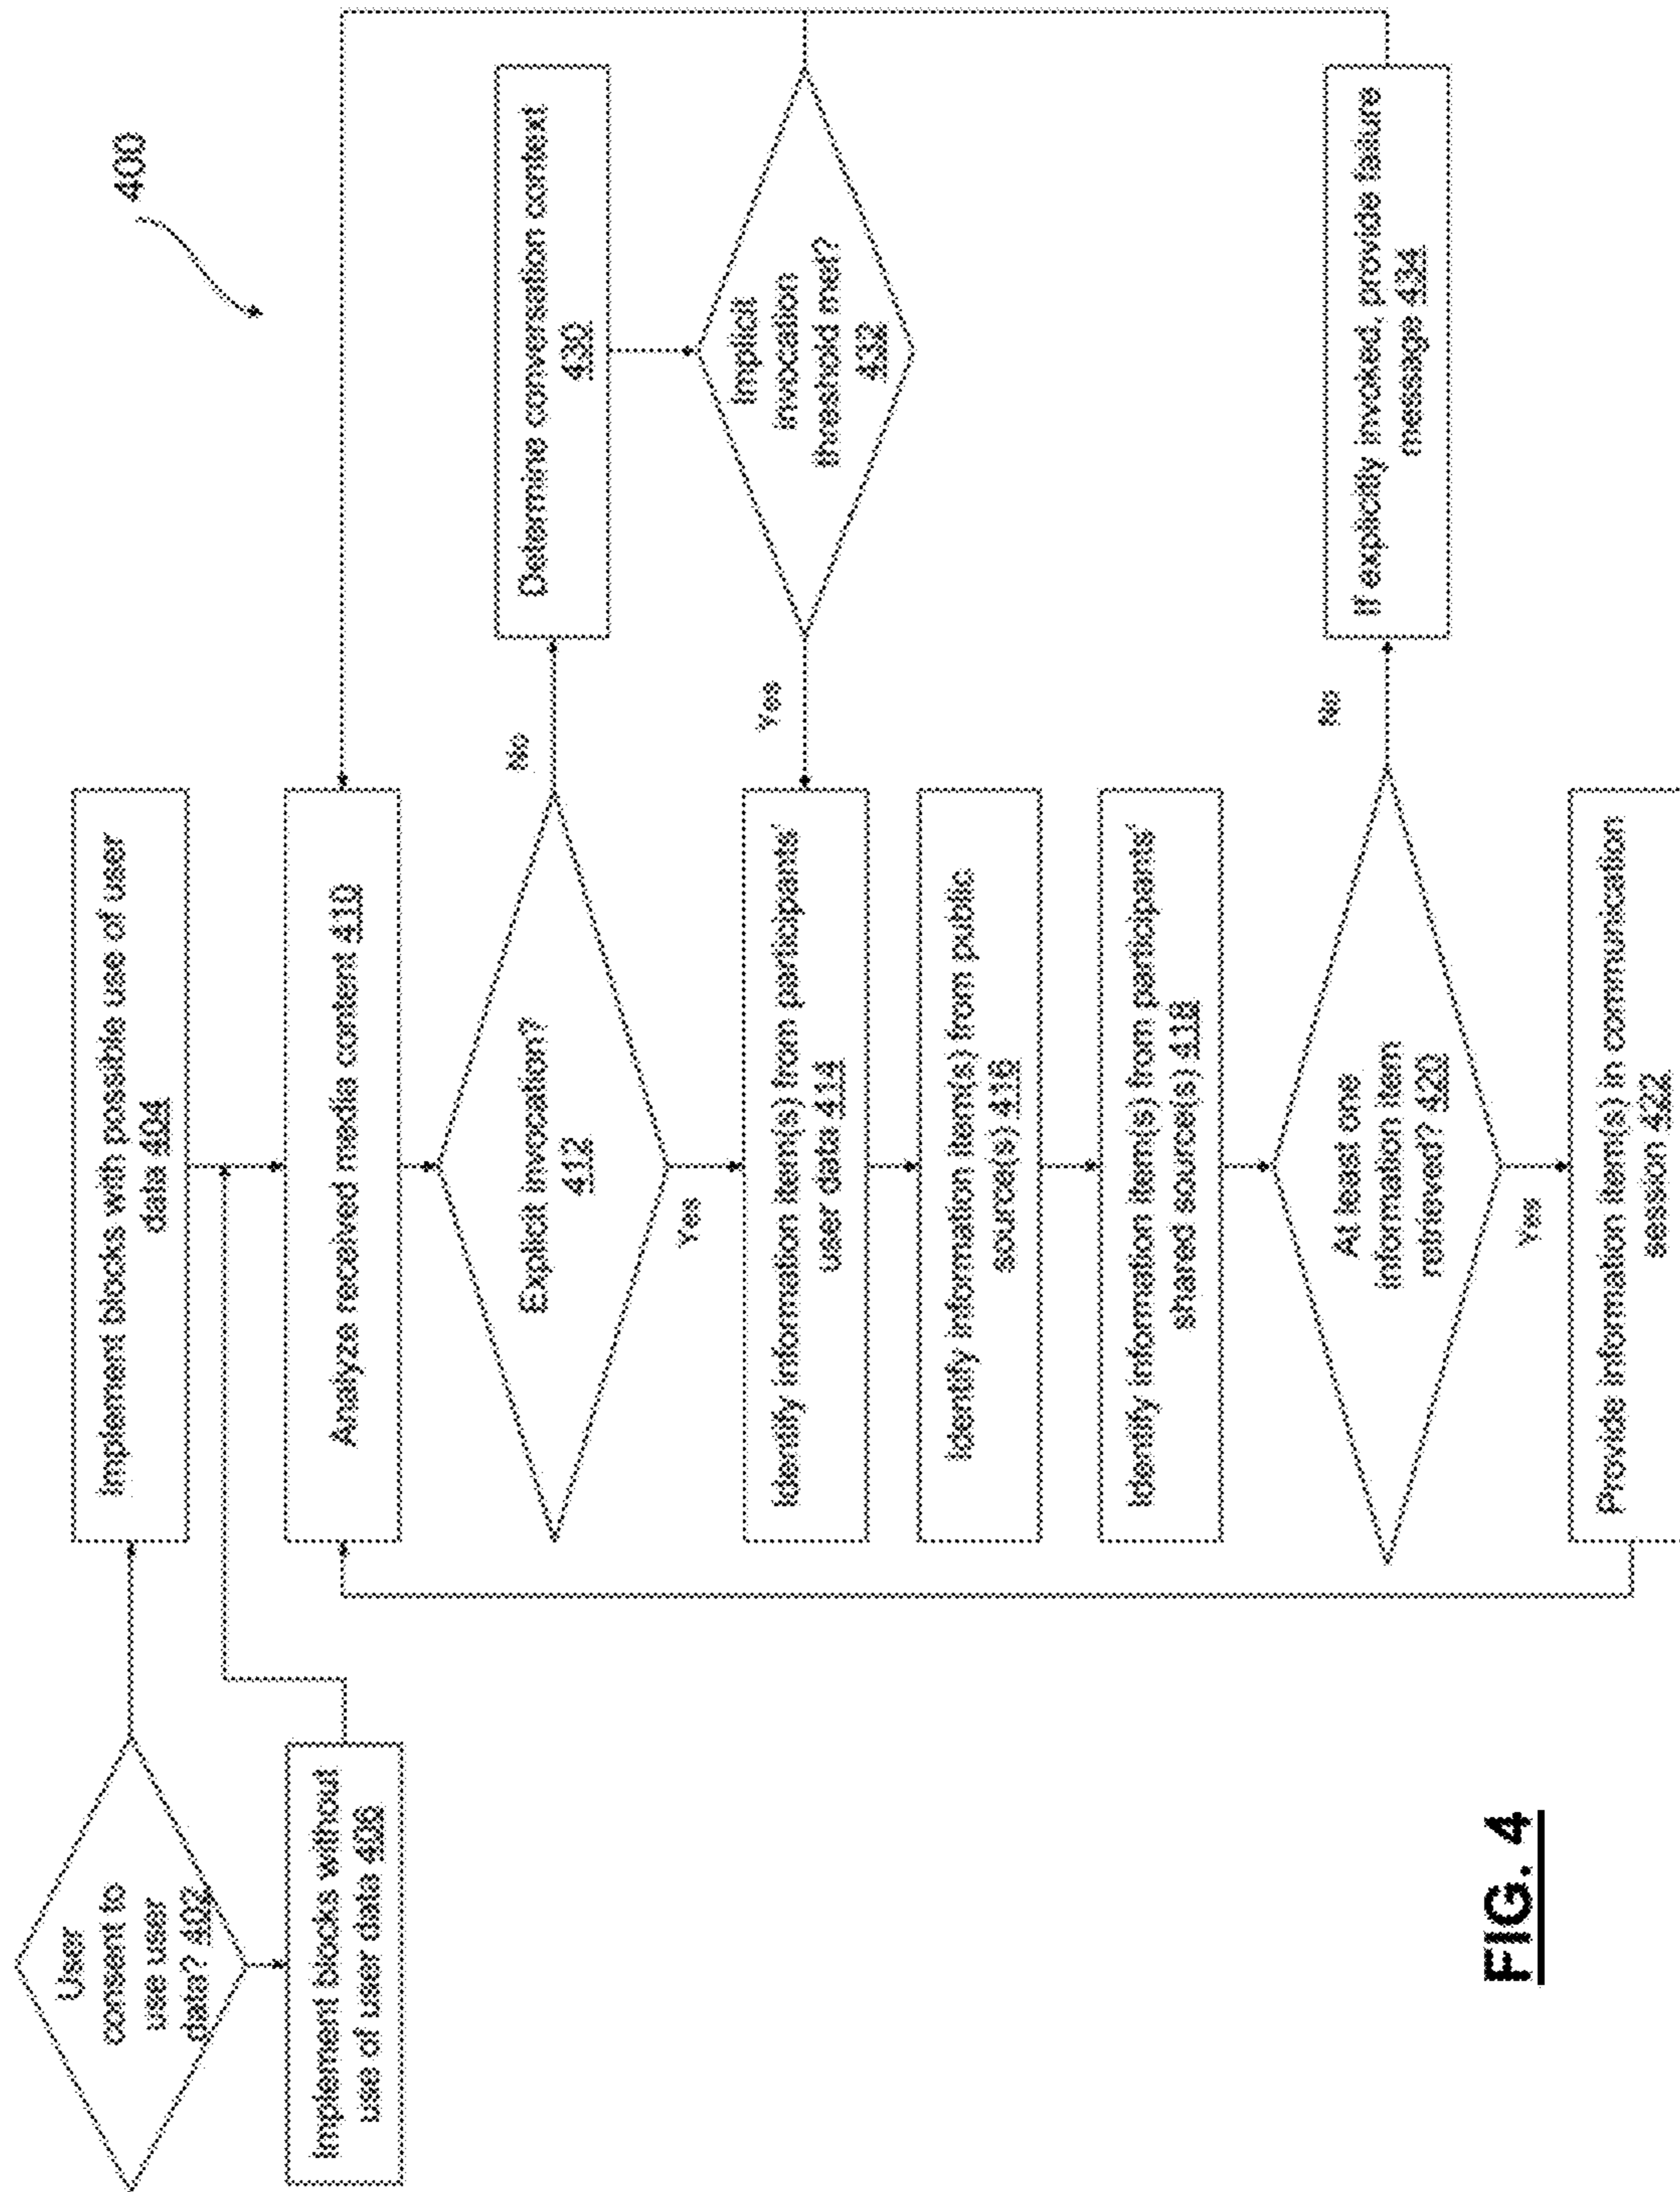 400
User
consent to
use user
data? 402
Implement blocks with possible use of user
data 404
Implement blocks without
use of user data 406
Analyze received media content 410
Explicit invocation?
412
No
Determine conversation context
430
Implicit
invocation
threshold met?
432
Yes
Yes
Identify information item(s) from participants'
user data 414
Identify information item(s) from public
source(s) 416
Identify information item(s) from participants'
shared source(s) 418
At least one
information item
retrieved? 420
No
If explicitly invoked, provide failure
message 424
Yes
Provide information item(s) in communication
session 422
FIG. 4